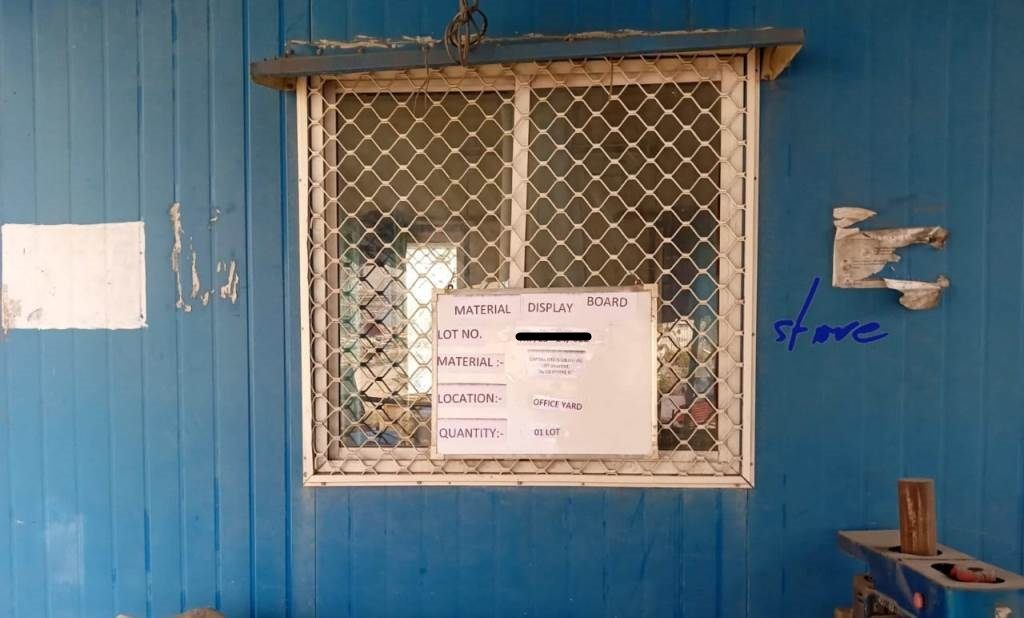 MATERIAL DISPLAY BOARD
LOT NO.
MATERIAL :-
LOCATION:- OFFICE YARD
QUANTITY:- 01 LOT
store